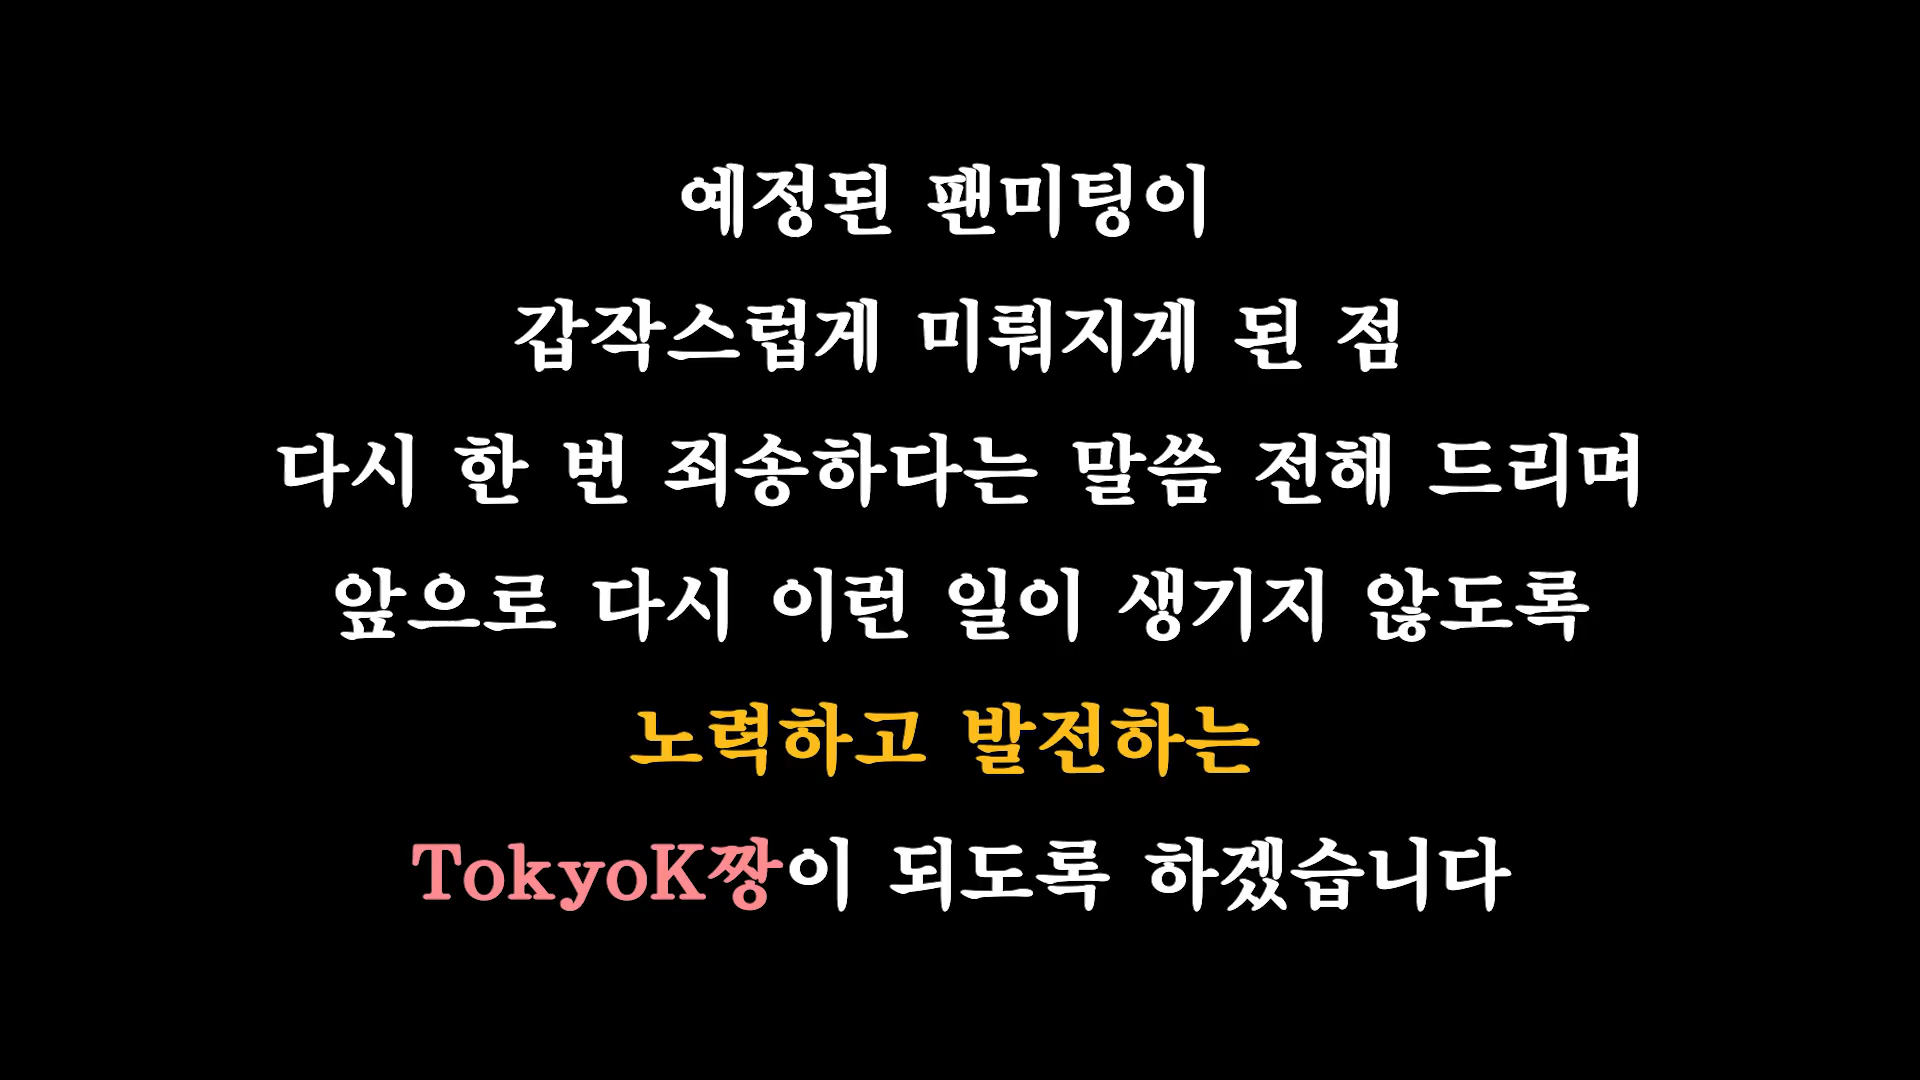 예정된 팬미팅이
갑작스럽게 미뤄지게 된 점
다시 한 번 죄송하다는 말씀 전해 드리며
앞으로 다시 이런 일이 생기지 않도록
노력하고 발전하는
TokyoK짱이 되도록 하겠습니다